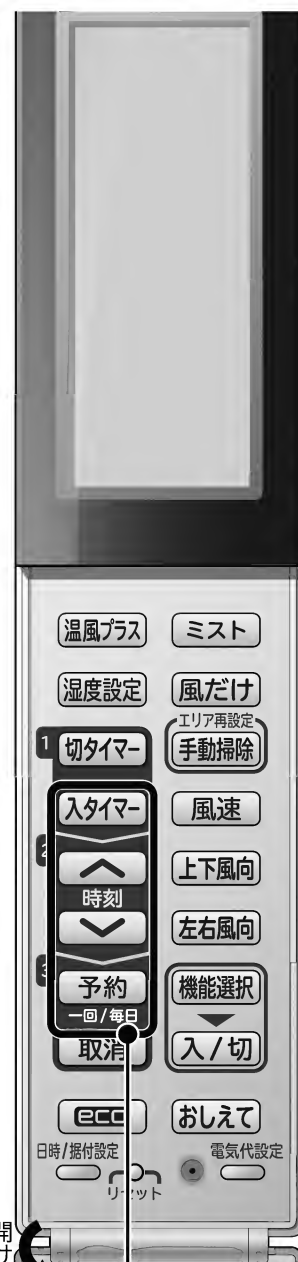 温風プラス ミスト
湿度設定 風だけ
エリア再設定
1 切タイマー 手動掃除
入タイマー 風速
2
上下風向
時刻
左右風向
3 予約 機能選択
一回/毎日
取消 入/切
eco おしえて
日時/据付設定 電気代設定
リセット
開
け